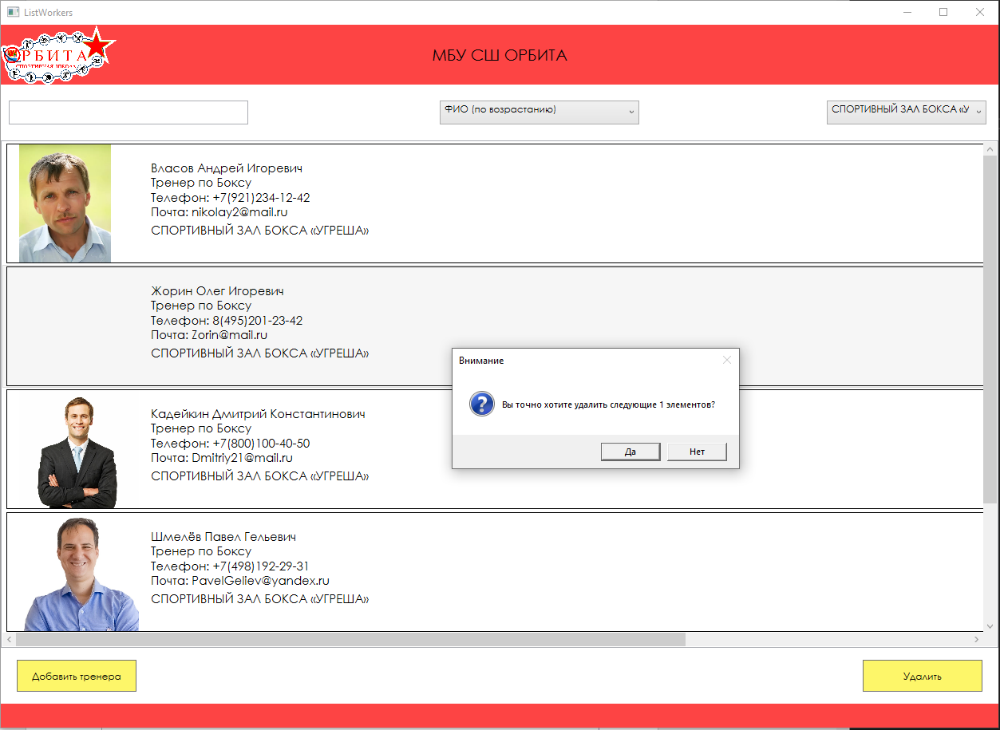 ListWorkers
ОРБИТА
СПОРТИВНАЯ ШКОЛА
МБУ СШ ОРБИТА
ФИО (по возрастанию)
СПОРТИВНЫЙ ЗАЛ БОКСА «У
Власов Андрей Игоревич
Тренер по Боксу
Телефон: +7(921)234-12-42
Почта: nikolay2@mail.ru
СПОРТИВНЫЙ ЗАЛ БОКСА «УГРЕША»
Жорин Олег Игоревич
Тренер по Боксу
Телефон: 8(495)201-23-42
Почта: Zorin@mail.ru
СПОРТИВНЫЙ ЗАЛ БОКСА «УГРЕША»
Внимание
Вы точно хотите удалить следующие 1 элементов?
Да
Нет
Кадейкин Дмитрий Константинович
Тренер по Боксу
Телефон: +7(800)100-40-50
Почта: Dmitriy21@mail.ru
СПОРТИВНЫЙ ЗАЛ БОКСА «УГРЕША»
Шмелёв Павел Гельевич
Тренер по Боксу
Телефон: +7(498)192-29-31
Почта: PavelGeliev@yandex.ru
СПОРТИВНЫЙ ЗАЛ БОКСА «УГРЕША»
Добавить тренера
Удалить